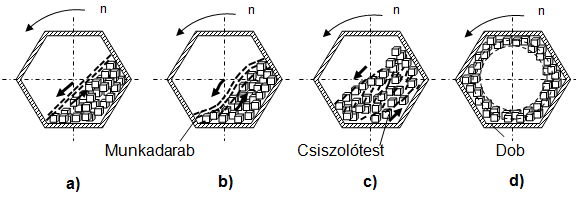 n n n n
Munkadarab Csiszolótest Dob
a) b) c) d)